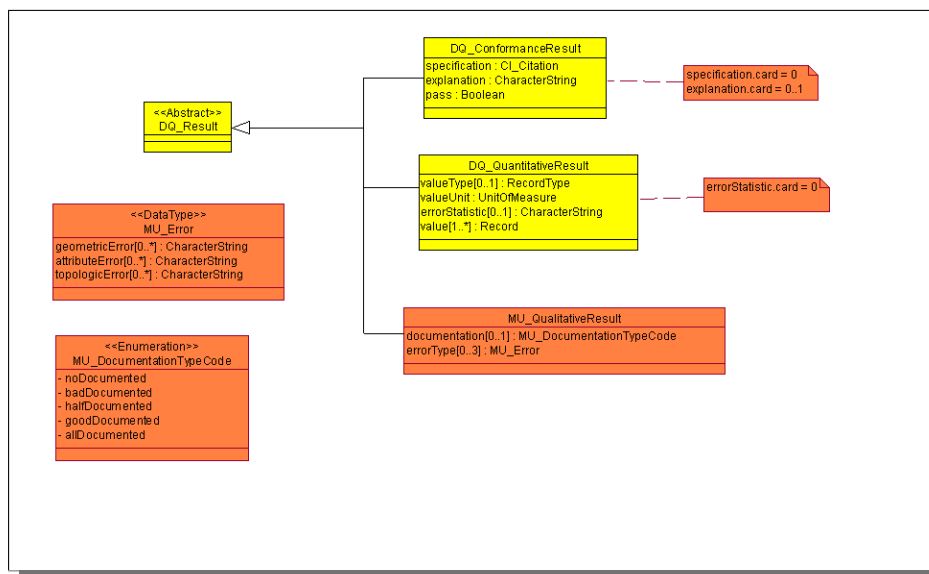 DQ_ConformanceResult
specification : CI_Citation
explanation : CharacterString
pass : Boolean
specification.card = 0
explanation.card = 0..1
<<Abstract>>
DQ_Result
DQ_QuantitativeResult
valueType[0..1] : RecordType
valueUnit : UnitOfMeasure
errorStatistic[0..1] : CharacterString
value[1..*] : Record
errorStatistic.card = 0
<<DataType>>
MU_Error
geometricError[0..*] : CharacterString
attributeError[0..*] : CharacterString
topologicError[0..*] : CharacterString
MU_QualitativeResult
documentation[0..1] : MU_DocumentationTypeCode
errorType[0..3] : MU_Error
<<Enumeration>>
MU_DocumentationTypeCode
- noDocumented
- badDocumented
- halfDocumented
- goodDocumented
- allDocumented